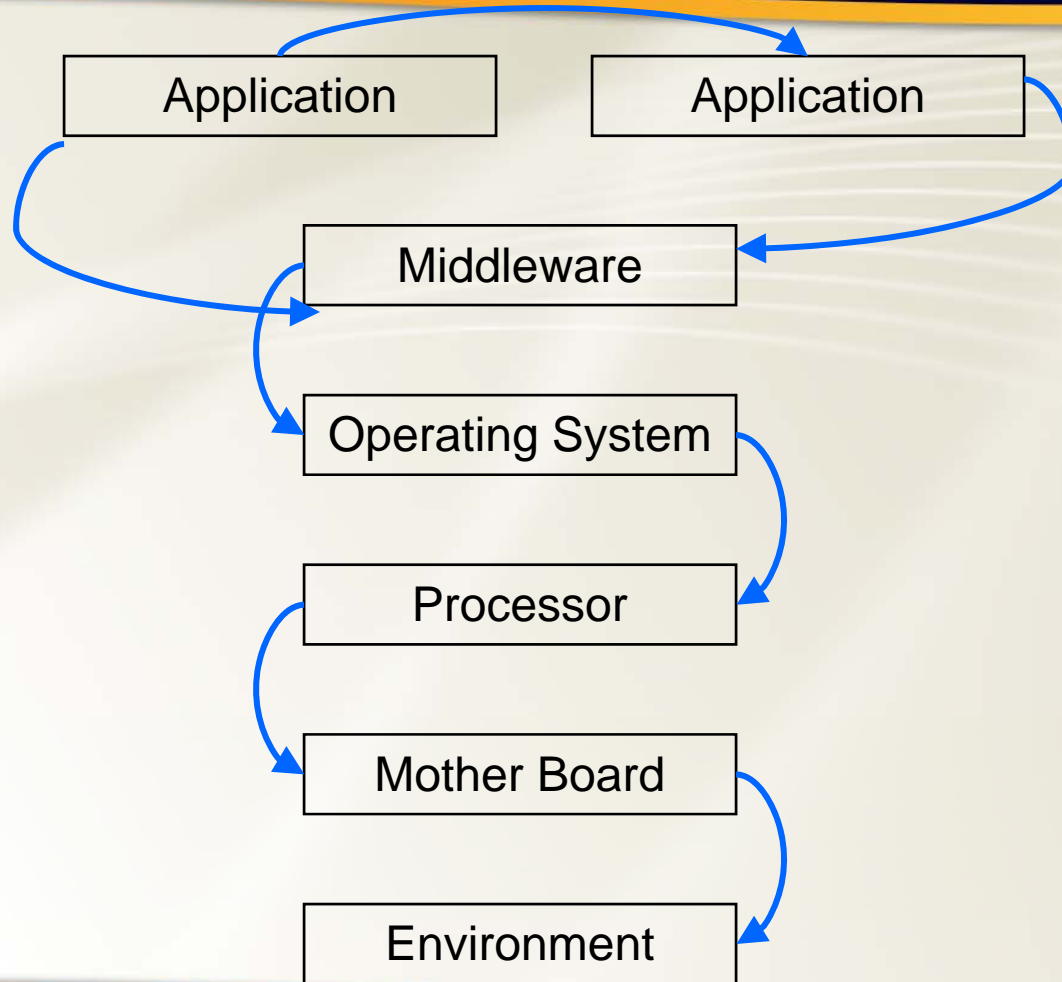 Application
Application
Middleware
Operating System
Processor
Mother Board
Environment